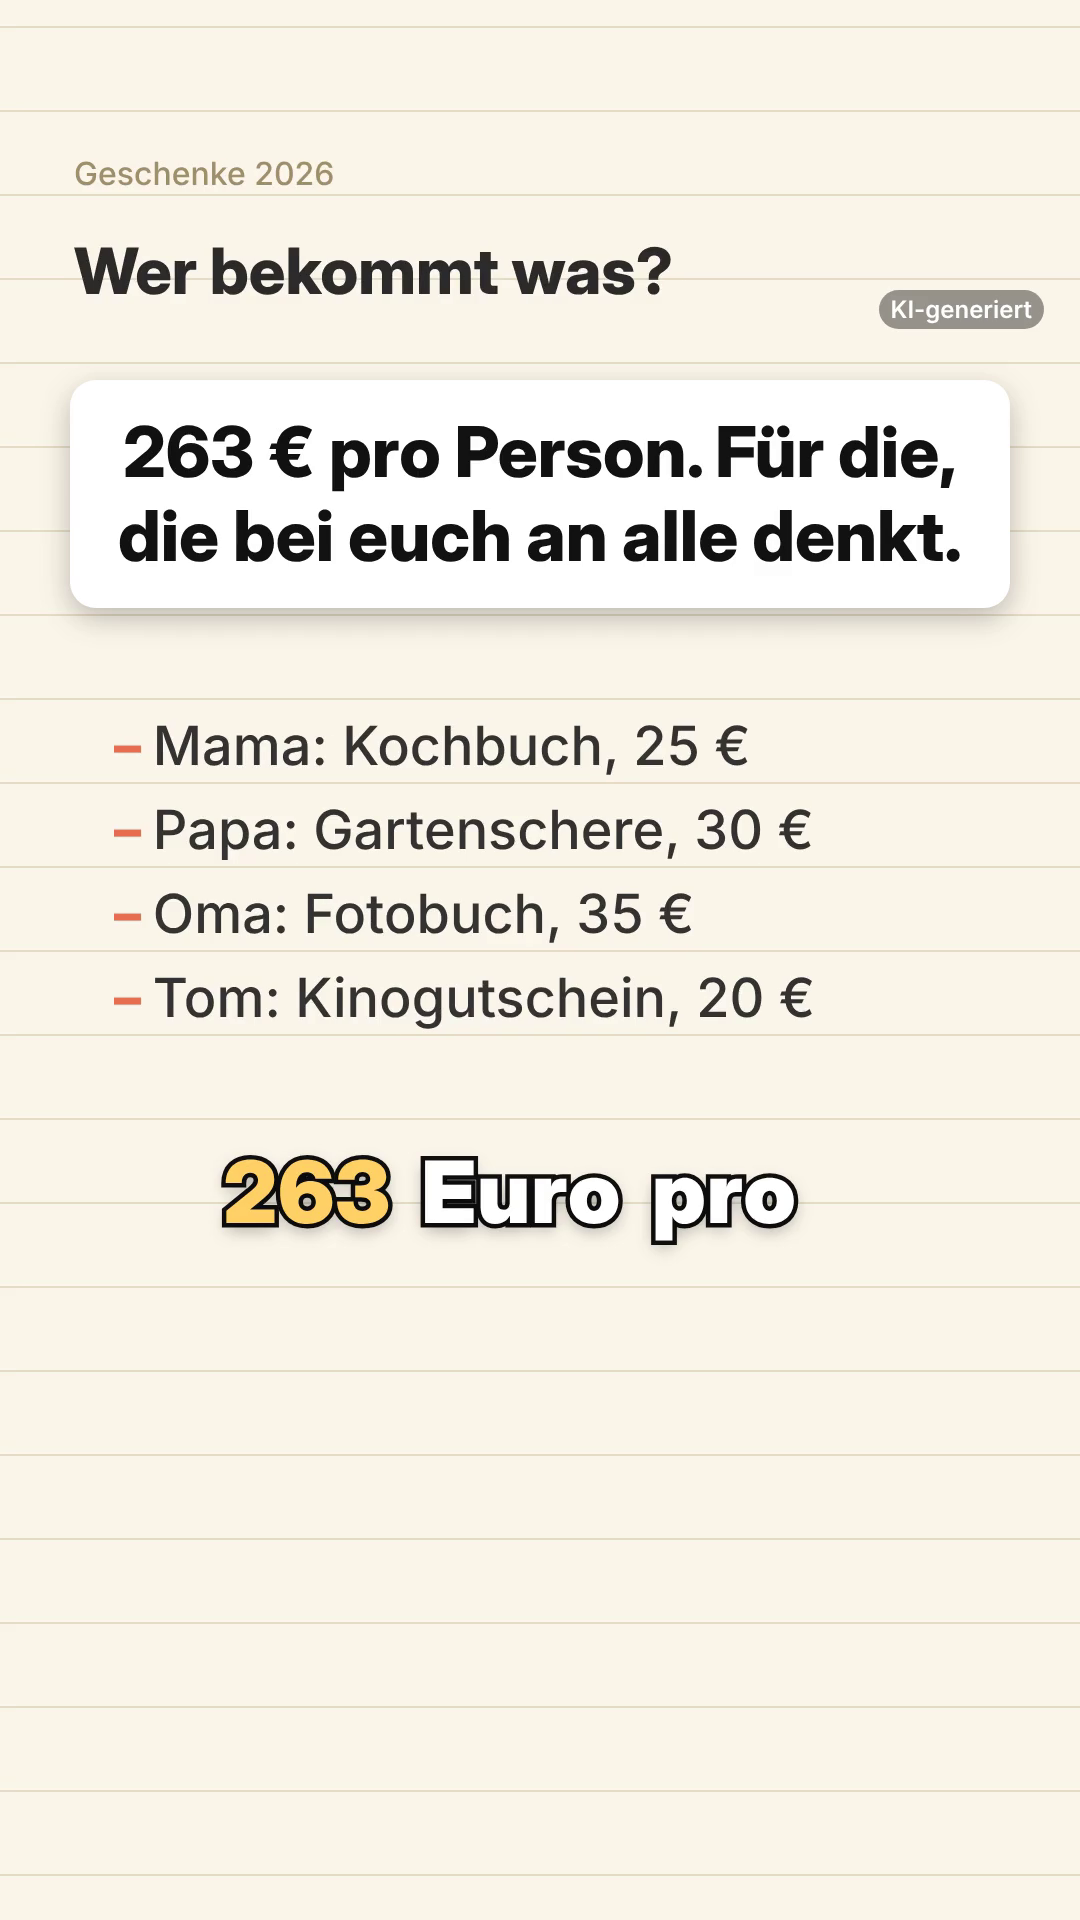 Geschenke 2026
Wer bekommt was?
KI-generiert
263 € pro Person. Für die,
die bei euch an alle denkt.
– Mama: Kochbuch, 25 €
– Papa: Gartenschere, 30 €
– Oma: Fotobuch, 35 €
– Tom: Kinogutschein, 20 €
263 Euro pro